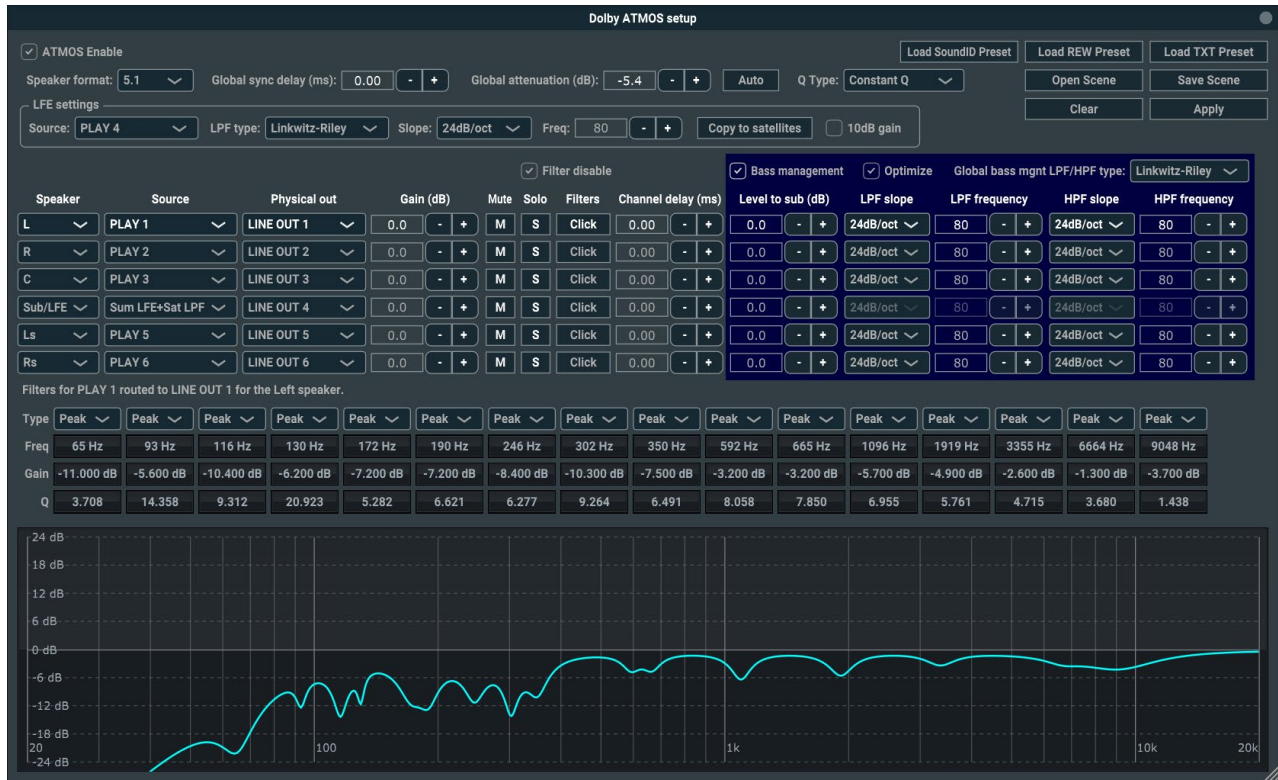 Dolby ATMOS setup
ATMOS Enable Load SoundID Preset Load REW Preset Load TXT Preset
Speaker format: 5.1 Global sync delay (ms): 0.00 - + Global attenuation (dB): -5.4 - + Auto Q Type: Constant Q Open Scene Save Scene
LFE settings Clear Apply
Source: PLAY 4 LPF type: Linkwitz-Riley Slope: 24dB/oct Freq: 80 - + Copy to satellites 10dB gain
Filter disable Bass management Optimize Global bass mgnt LPF/HPF type: Linkwitz-Riley
Speaker Source Physical out Gain (dB) Mute Solo Filters Channel delay (ms) Level to sub (dB) LPF slope LPF frequency HPF slope HPF frequency
L PLAY 1 LINE OUT 1 0.0 - + M S Click 0.00 - + 0.0 - + 24dB/oct 80 - + 24dB/oct 80 - +
R PLAY 2 LINE OUT 2 0.0 - + M S Click 0.00 - + 0.0 - + 24dB/oct 80 - + 24dB/oct 80 - +
C PLAY 3 LINE OUT 3 0.0 - + M S Click 0.00 - + 0.0 - + 24dB/oct 80 - + 24dB/oct 80 - +
Sub/LFE Sum LFE+Sat LPF LINE OUT 4 0.0 - + M S Click 0.00 - + 0.0 - + 24dB/oct 80 - + 24dB/oct 80 - +
Ls PLAY 5 LINE OUT 5 0.0 - + M S Click 0.00 - + 0.0 - + 24dB/oct 80 - + 24dB/oct 80 - +
Rs PLAY 6 LINE OUT 6 0.0 - + M S Click 0.00 - + 0.0 - + 24dB/oct 80 - + 24dB/oct 80 - +
Filters for PLAY 1 routed to LINE OUT 1 for the Left speaker.
Type Peak Peak Peak Peak Peak Peak Peak Peak Peak Peak Peak Peak Peak Peak Peak Peak
Freq 65 Hz 93 Hz 116 Hz 130 Hz 172 Hz 190 Hz 246 Hz 302 Hz 350 Hz 592 Hz 665 Hz 1096 Hz 1919 Hz 3355 Hz 6664 Hz 9048 Hz
Gain -11.000 dB -5.600 dB -10.400 dB -6.200 dB -7.200 dB -7.200 dB -8.400 dB -10.300 dB -7.500 dB -3.200 dB -3.200 dB -5.700 dB -4.900 dB -2.600 dB -1.300 dB -3.700 dB
Q 3.708 14.358 9.312 20.923 5.282 6.621 6.277 9.264 6.491 8.058 7.850 6.955 5.761 4.715 3.680 1.438
24 dB
18 dB
12 dB
6 dB
0 dB
-6 dB
-12 dB
-18 dB
20 100 1k 10k 20k
-24 dB